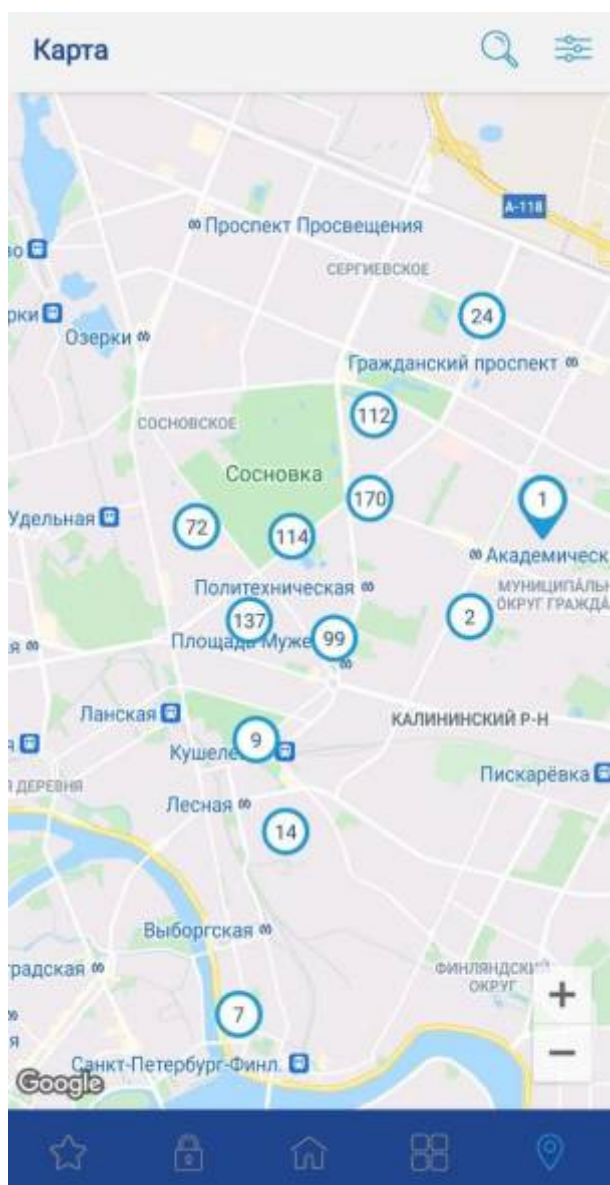 Карта
А-118
Проспект Просвещения
во
СЕРГИЕВСКОЕ
рки
24
Озерки
Гражданский проспект
112
СОСНОВСКОЕ
Сосновка
170
1
Удельная
72
114
Академическ
Политехническая
МУНИЦИПАЛЬН
ОКРУГ ГРАЖДА
137
2
Площадь Муже
99
я
Ланская
КАЛИНИНСКИЙ Р-Н
9
Кушеле
я
Пискарёвка
Я ДЕРЕВНЯ
Лесная
14
Выборгская
градская
ФИНЛЯНДСКИЙ
ОКРУГ
+
7
я
−
Санкт-Петербург-Финл.
Google